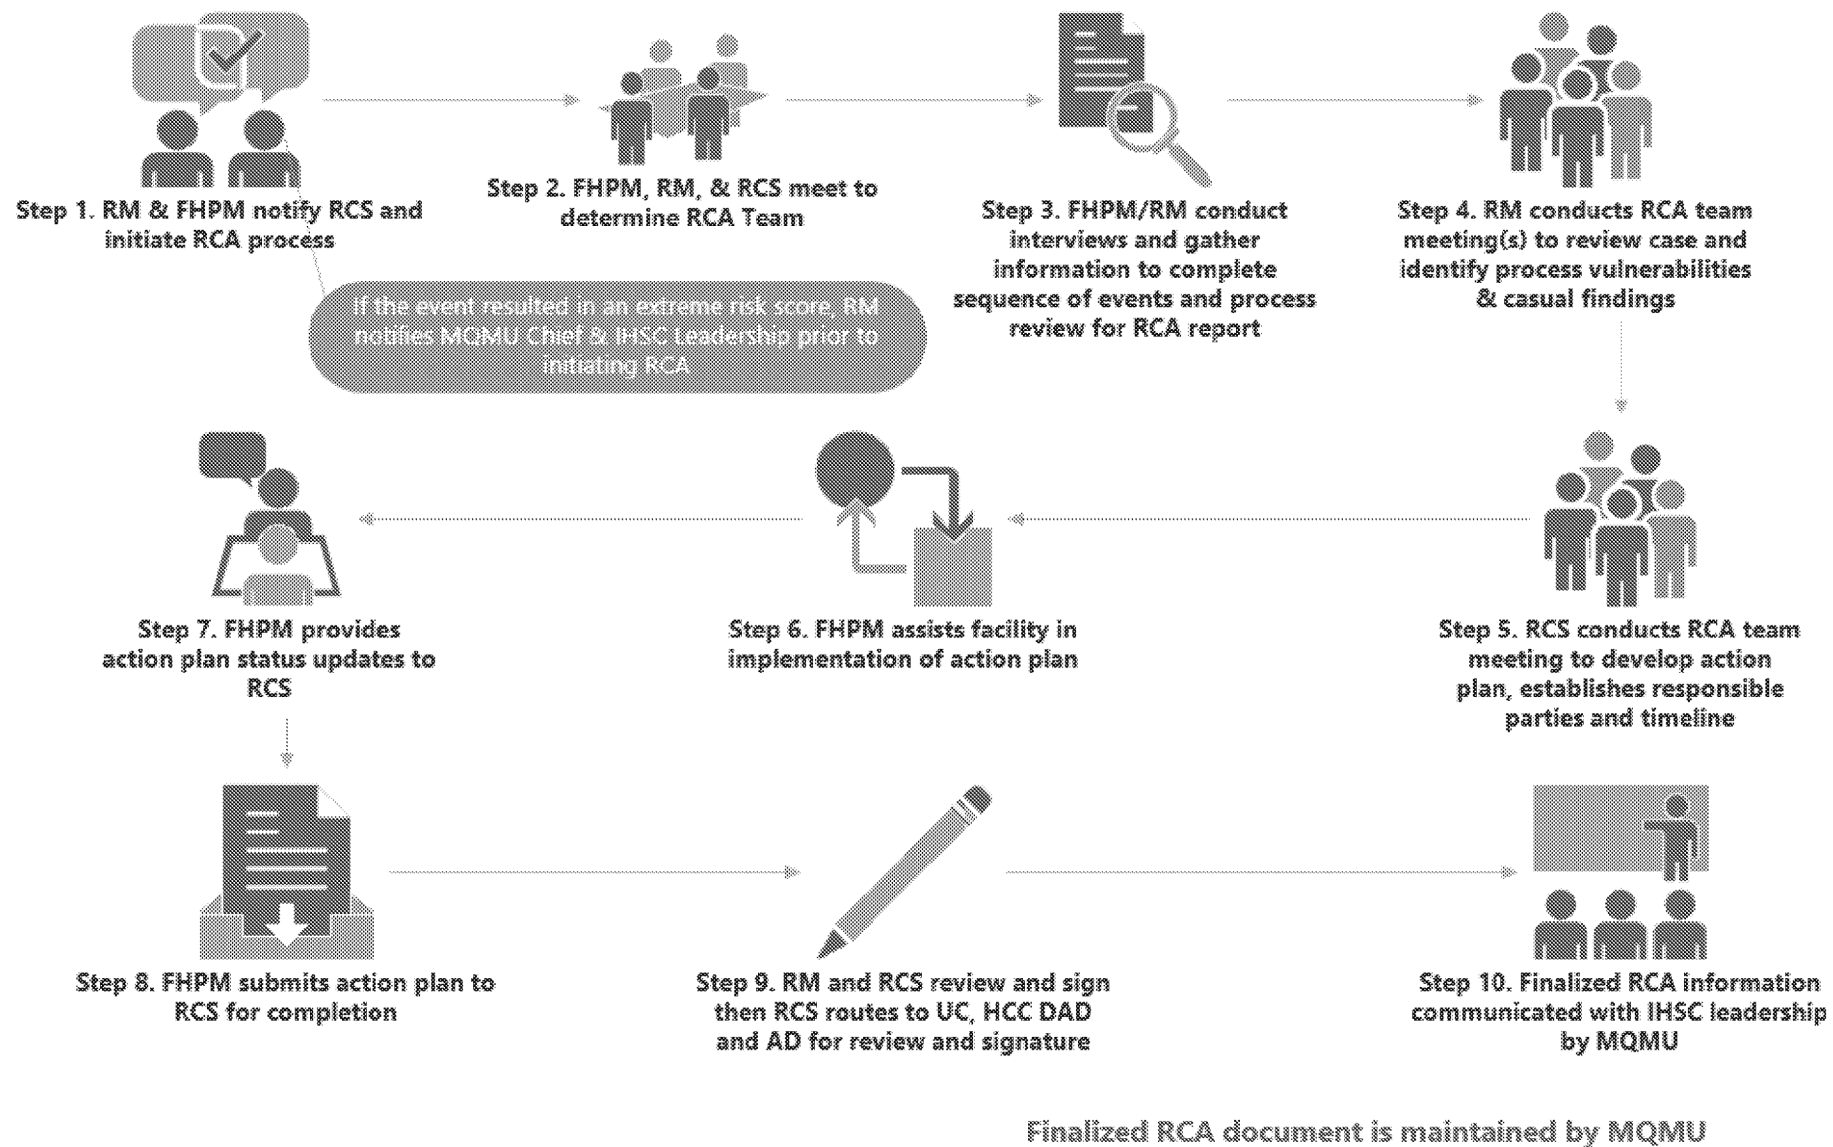 Step 1. RM & FHPM notify RCS and
initiate RCA process
Step 2. FHPM, RM, & RCS meet to
determine RCA Team
Step 3. FHPM/RM conduct
interviews and gather
information to complete
sequence of events and process
review for RCA report
Step 4. RM conducts RCA team
meeting(s) to review case and
identify process vulnerabilities
& casual findings
If the event resulted in an extreme risk score, RM
notifies MQMU Chief & IHSC Leadership prior to
initiating RCA
Step 5. RCS conducts RCA team
meeting to develop action
plan, establishes responsible
parties and timeline
Step 6. FHPM assists facility in
implementation of action plan
Step 7. FHPM provides
action plan status updates to
RCS
Step 8. FHPM submits action plan to
RCS for completion
Step 9. RM and RCS review and sign
then RCS routes to UC, HCC DAD
and AD for review and signature
Step 10. Finalized RCA information
communicated with IHSC leadership
by MQMU
Finalized RCA document is maintained by MQMU